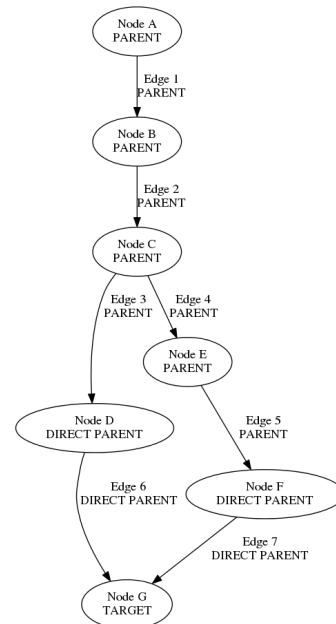 Node A
PARENT
Edge 1
PARENT
Node B
PARENT
Edge 2
PARENT
Node C
PARENT
Edge 3
PARENT
Edge 4
PARENT
Node E
PARENT
Node D
DIRECT PARENT
Edge 5
PARENT
Edge 6
DIRECT PARENT
Node F
DIRECT PARENT
Edge 7
DIRECT PARENT
Node G
TARGET